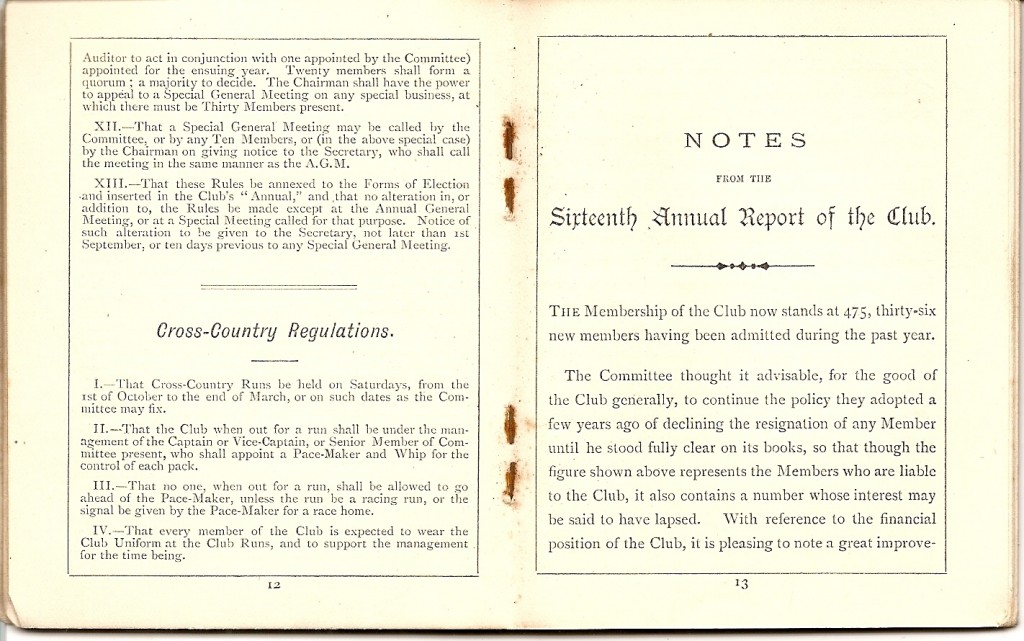 Auditor to act in conjunction with one appointed by the Committee)
appointed for the ensuing year. Twenty members shall form a
quorum ; a majority to decide. The Chairman shall have the power
to appeal to a Special General Meeting on any special business, at
which there must be Thirty Members present.
XII.—That a Special General Meeting may be called by the
Committee, or by any Ten Members, or (in the above special case)
by the Chairman on giving notice to the Secretary, who shall call
the meeting in the same manner as the A.G.M.
XIII.—That these Rules be annexed to the Forms of Election
and inserted in the Club's “ Annual,” and that no alteration in, or
addition to, the Rules be made except at the Annual General
Meeting, or at a Special Meeting called for that purpose. Notice of
such alteration to be given to the Secretary, not later than 1st
September, or ten days previous to any Special General Meeting.
Cross-Country Regulations.
I.—That Cross-Country Runs be held on Saturdays, from the
1st of October to the end of March, or on such dates as the Com-
mittee may fix.
II.—That the Club when out for a run shall be under the man-
agement of the Captain or Vice-Captain, or Senior Member of Com-
mittee present, who shall appoint a Pace-Maker and Whip for the
control of each pack.
III.—That no one, when out for a run, shall be allowed to go
ahead of the Pace-Maker, unless the run be a racing run, or the
signal be given by the Pace-Maker for a race home.
IV.—That every member of the Club is expected to wear the
Club Uniform at the Club Runs, and to support the management
for the time being.
12
NOTES
FROM THE
Sixteenth Annual Report of the Club.
THE Membership of the Club now stands at 475, thirty-six
new members having been admitted during the past year.
The Committee thought it advisable, for the good of
the Club generally, to continue the policy they adopted a
few years ago of declining the resignation of any Member
until he stood fully clear on its books, so that though the
figure shown above represents the Members who are liable
to the Club, it also contains a number whose interest may
be said to have lapsed. With reference to the financial
position of the Club, it is pleasing to note a great improve-
13